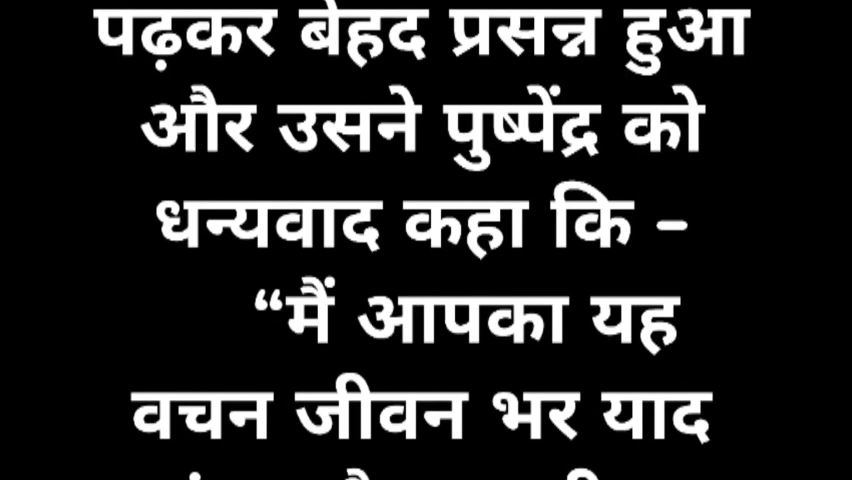 पढ़कर बेहद प्रसन्न हुआ
और उसने पुष्पेंद्र को
धन्यवाद कहा कि –
“मैं आपका यह
वचन जीवन भर याद